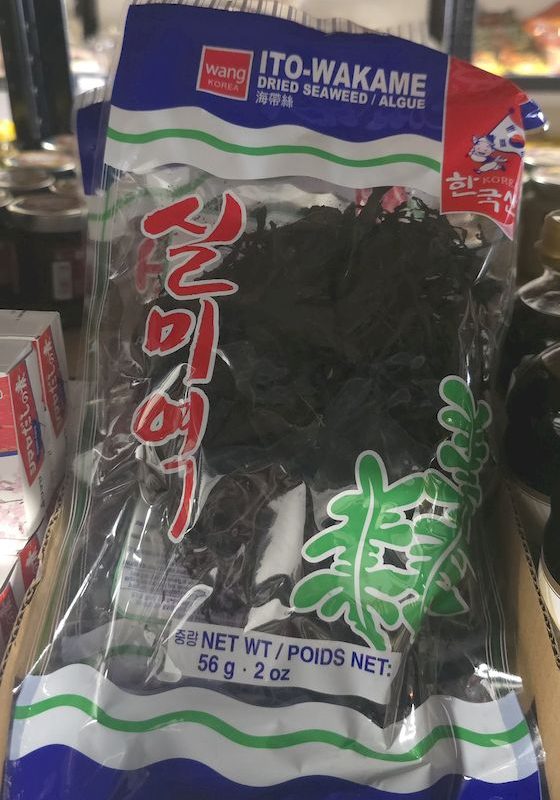 wang
KOREA
ITO-WAKAME
DRIED SEAWEED / ALGUE
海帶絲
KOREA
한국산
실미역
중량 NET WT / POIDS NET:
56 g · 2 oz